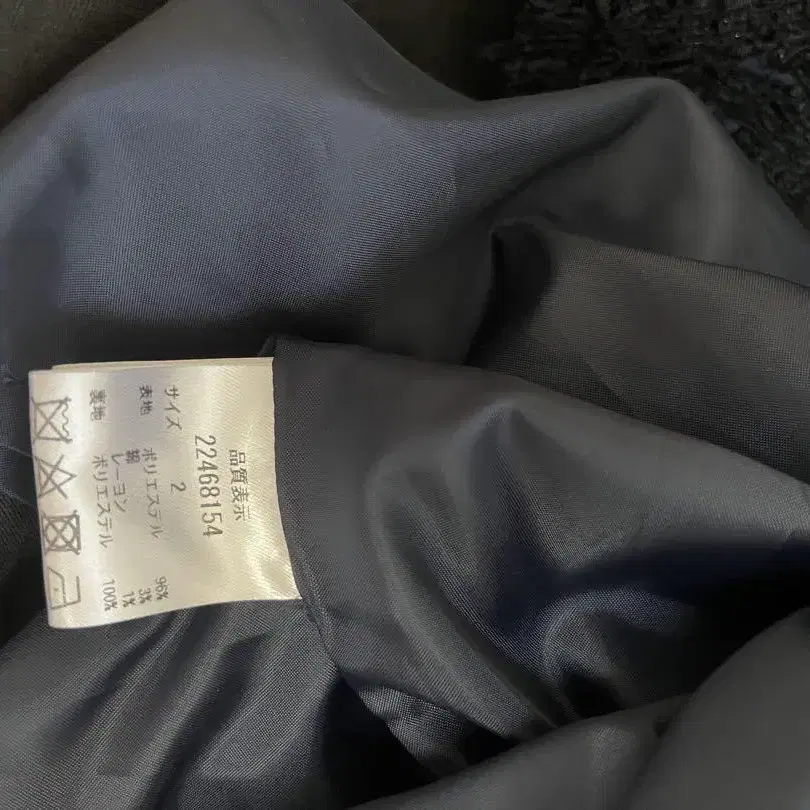 品質表示
22468154
サイズ 2
表地 ポリエステル 96%
綿 3%
レーヨン 1%
裏地 ポリエステル 100%